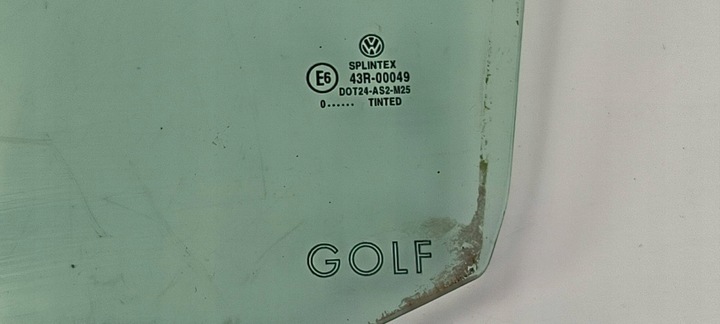 SPLINTEX
E6 43R-00049
DOT24-AS2-M25
0...... TINTED
GOLF